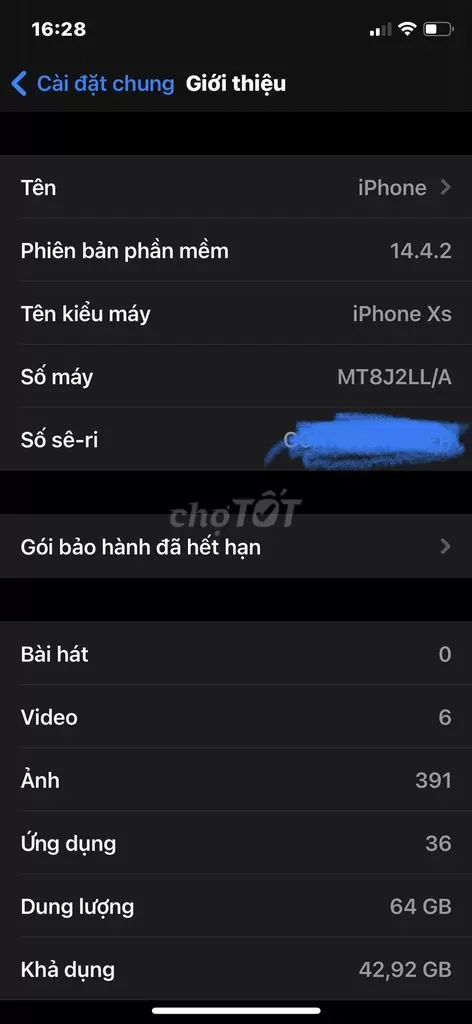 16:28
Cài đặt chung Giới thiệu
Tên iPhone
Phiên bản phần mềm 14.4.2
Tên kiểu máy iPhone Xs
Số máy MT8J2LL/A
Số sê-ri
chợTỐT
Gói bảo hành đã hết hạn
Bài hát 0
Video 6
Ảnh 391
Ứng dụng 36
Dung lượng 64 GB
Khả dụng 42,92 GB